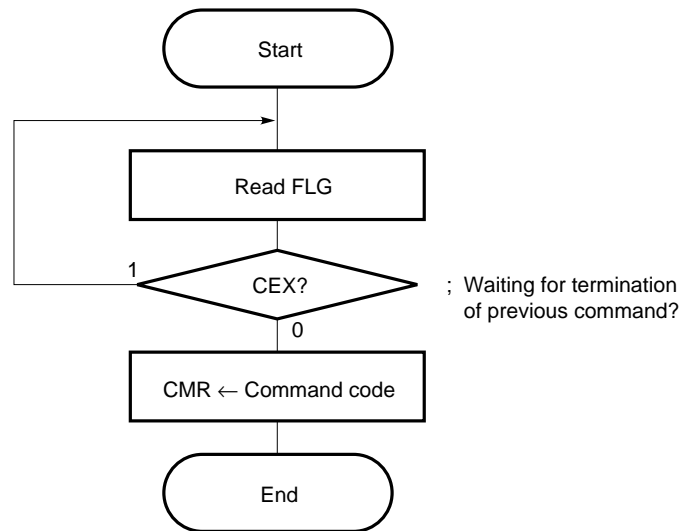 Start
Read FLG
1
CEX?
; Waiting for termination
of previous command?
0
CMR ← Command code
End